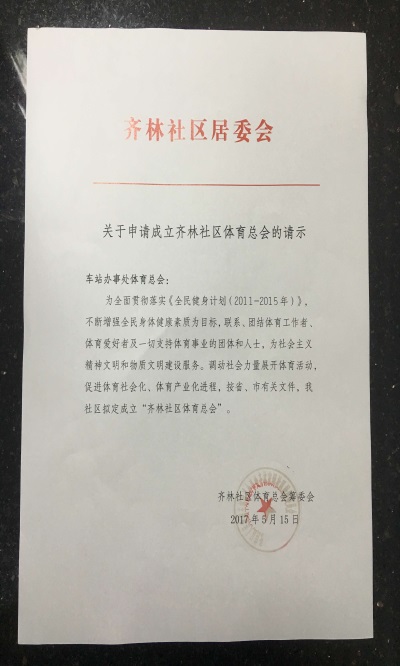 齐林社区居委会
关于申请成立齐林社区体育总会的请示
车站办事处体育总会：
为全面贯彻落实《全民健身计划（2011-2015年）》，
不断增强全民身体健康素质为目标，联系、团结体育工作者、
体育爱好者及一切支持体育事业的团体和人士，为社会主义
精神文明和物质文明建设服务。调动社会力量展开体育活动，
促进体育社会化、体育产业化进程，按省、市有关文件，我
社区拟定成立“齐林社区体育总会”。
齐林社区体育总会筹委会
2017年5月15日